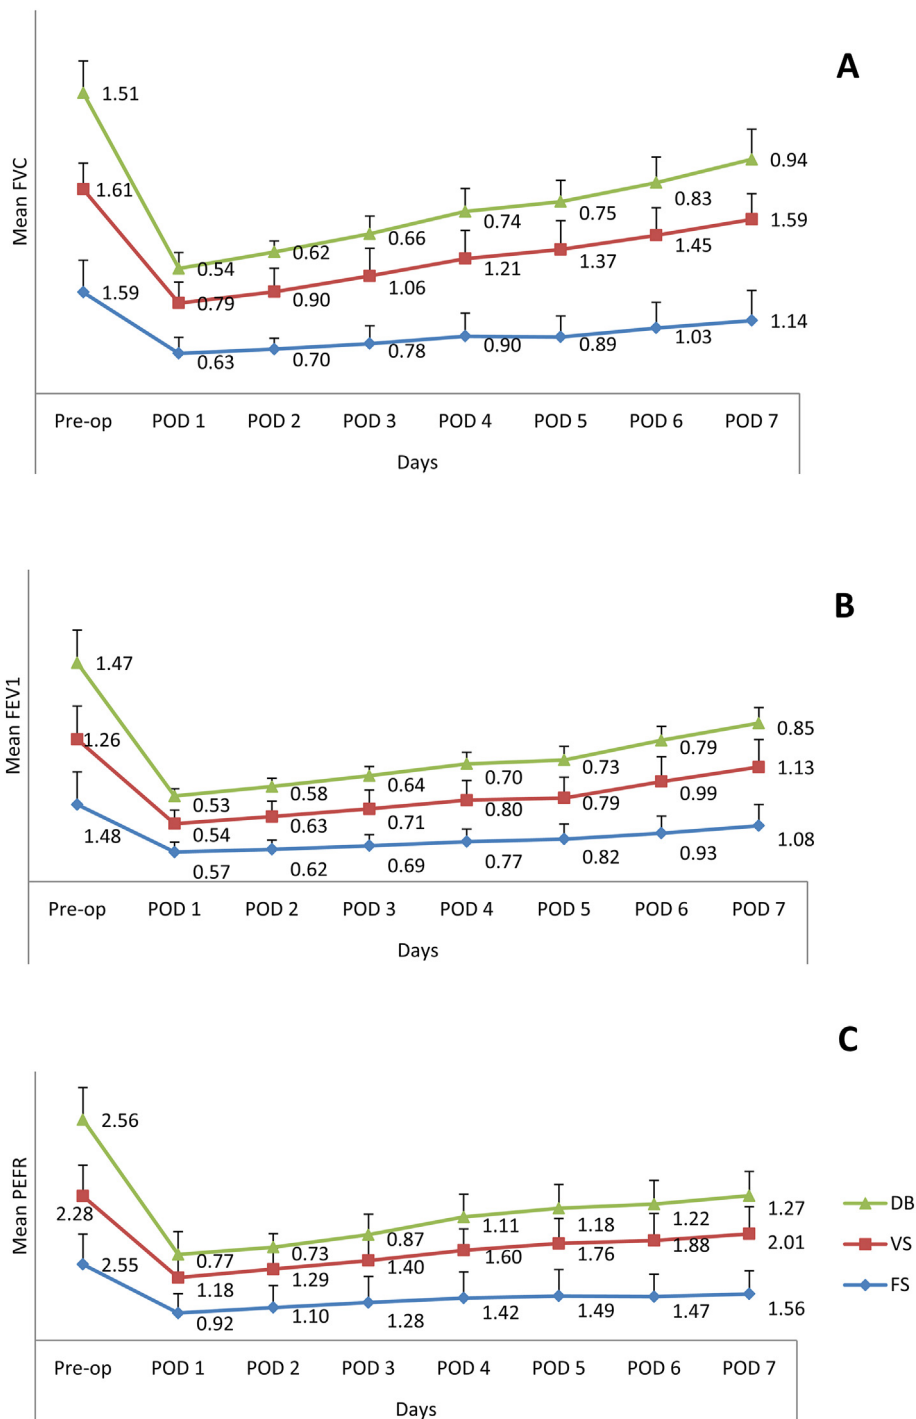 A
Mean FVC
1.51
1.61
1.59
0.54 0.62 0.66 0.74 0.75 0.83 0.94
0.79 0.90 1.06 1.21 1.37 1.45 1.59
0.63 0.70 0.78 0.90 0.89 1.03 1.14
Pre-op POD 1 POD 2 POD 3 POD 4 POD 5 POD 6 POD 7
Days
B
Mean FEV1
1.47
1.26
1.48
0.53 0.58 0.64 0.70 0.73 0.79 0.85
0.54 0.63 0.71 0.80 0.79 0.99 1.13
0.57 0.62 0.69 0.77 0.82 0.93 1.08
Pre-op POD 1 POD 2 POD 3 POD 4 POD 5 POD 6 POD 7
Days
C
Mean PEFR
2.56
2.28
2.55
0.77 0.73 0.87 1.11 1.18 1.22 1.27
1.18 1.29 1.40 1.60 1.76 1.88 2.01
0.92 1.10 1.28 1.42 1.49 1.47 1.56
DB
VS
FS
Pre-op POD 1 POD 2 POD 3 POD 4 POD 5 POD 6 POD 7
Days